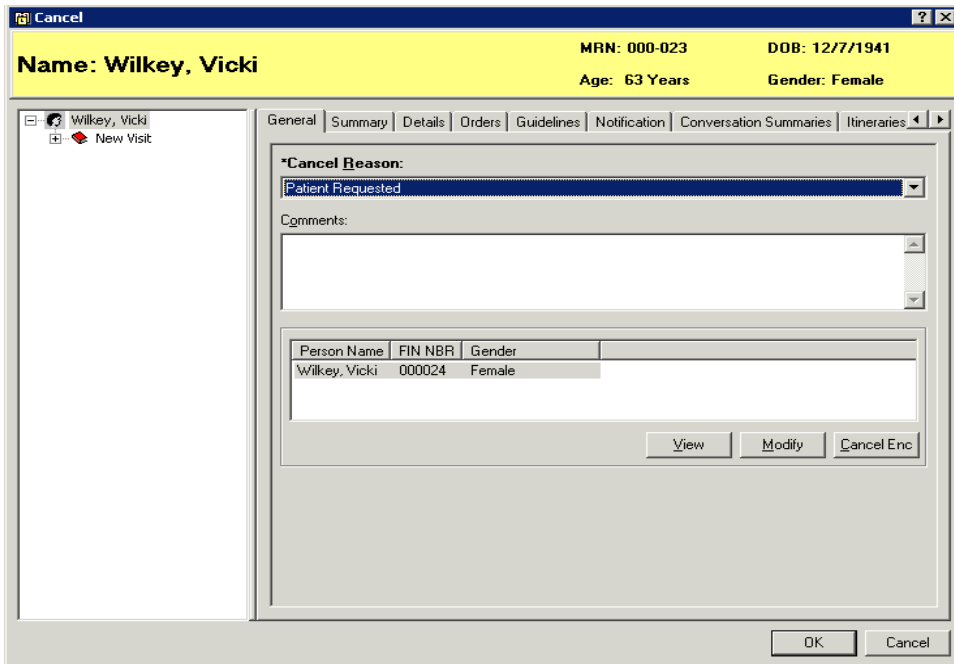 Cancel
Name: Wilkey, Vicki
MRN: 000-023 DOB: 12/7/1941
Age: 63 Years Gender: Female
Wilkey, Vicki
New Visit
General Summary Details Orders Guidelines Notification Conversation Summaries Itineraries
*Cancel Reason:
Patient Requested
Comments:
Person Name FIN NBR Gender
Wilkey, Vicki 000024 Female
View Modify Cancel Enc
OK Cancel